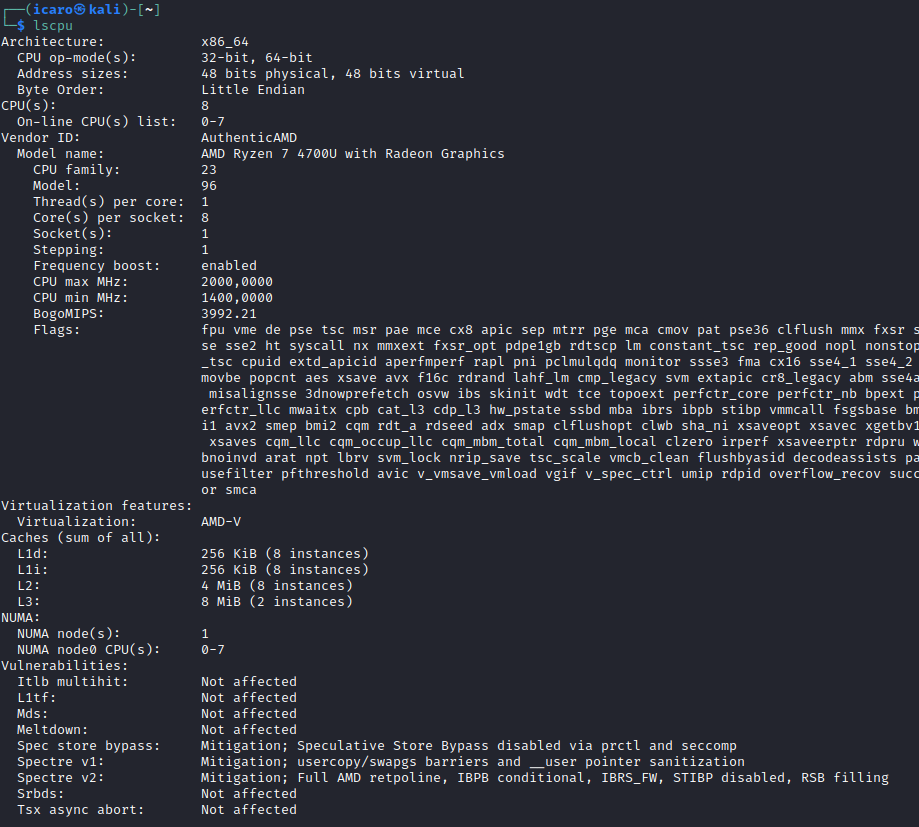 ┌──(icaro㉿kali)-[~]
└─$ lscpu
Architecture:            x86_64
  CPU op-mode(s):        32-bit, 64-bit
  Address sizes:         48 bits physical, 48 bits virtual
  Byte Order:            Little Endian
CPU(s):                  8
  On-line CPU(s) list:   0-7
Vendor ID:               AuthenticAMD
  Model name:            AMD Ryzen 7 4700U with Radeon Graphics
    CPU family:          23
    Model:               96
    Thread(s) per core:  1
    Core(s) per socket:  8
    Socket(s):           1
    Stepping:            1
    Frequency boost:     enabled
    CPU max MHz:         2000,0000
    CPU min MHz:         1400,0000
    BogoMIPS:            3992.21
    Flags:               fpu vme de pse tsc msr pae mce cx8 apic sep mtrr pge mca cmov pat pse36 clflush mmx fxsr s
                         se sse2 ht syscall nx mmxext fxsr_opt pdpe1gb rdtscp lm constant_tsc rep_good nopl nonstop
                         _tsc cpuid extd_apicid aperfmperf rapl pni pclmulqdq monitor ssse3 fma cx16 sse4_1 sse4_2
                         movbe popcnt aes xsave avx f16c rdrand lahf_lm cmp_legacy svm extapic cr8_legacy abm sse4a
                          misalignsse 3dnowprefetch osvw ibs skinit wdt tce topoext perfctr_core perfctr_nb bpext p
                         erfctr_llc mwaitx cpb cat_l3 cdp_l3 hw_pstate ssbd mba ibrs ibpb stibp vmmcall fsgsbase bm
                         i1 avx2 smep bmi2 cqm rdt_a rdseed adx smap clflushopt clwb sha_ni xsaveopt xsavec xgetbv1
                          xsaves cqm_llc cqm_occup_llc cqm_mbm_total cqm_mbm_local clzero irperf xsaveerptr rdpru w
                         bnoinvd arat npt lbrv svm_lock nrip_save tsc_scale vmcb_clean flushbyasid decodeassists pa
                         usefilter pfthreshold avic v_vmsave_vmload vgif v_spec_ctrl umip rdpid overflow_recov succ
                         or smca
Virtualization features:
  Virtualization:        AMD-V
Caches (sum of all):
  L1d:                   256 KiB (8 instances)
  L1i:                   256 KiB (8 instances)
  L2:                    4 MiB (8 instances)
  L3:                    8 MiB (2 instances)
NUMA:
  NUMA node(s):          1
  NUMA node0 CPU(s):     0-7
Vulnerabilities:
  Itlb multihit:         Not affected
  L1tf:                  Not affected
  Mds:                   Not affected
  Meltdown:              Not affected
  Spec store bypass:     Mitigation; Speculative Store Bypass disabled via prctl and seccomp
  Spectre v1:            Mitigation; usercopy/swapgs barriers and __user pointer sanitization
  Spectre v2:            Mitigation; Full AMD retpoline, IBPB conditional, IBRS_FW, STIBP disabled, RSB filling
  Srbds:                 Not affected
  Tsx async abort:       Not affected